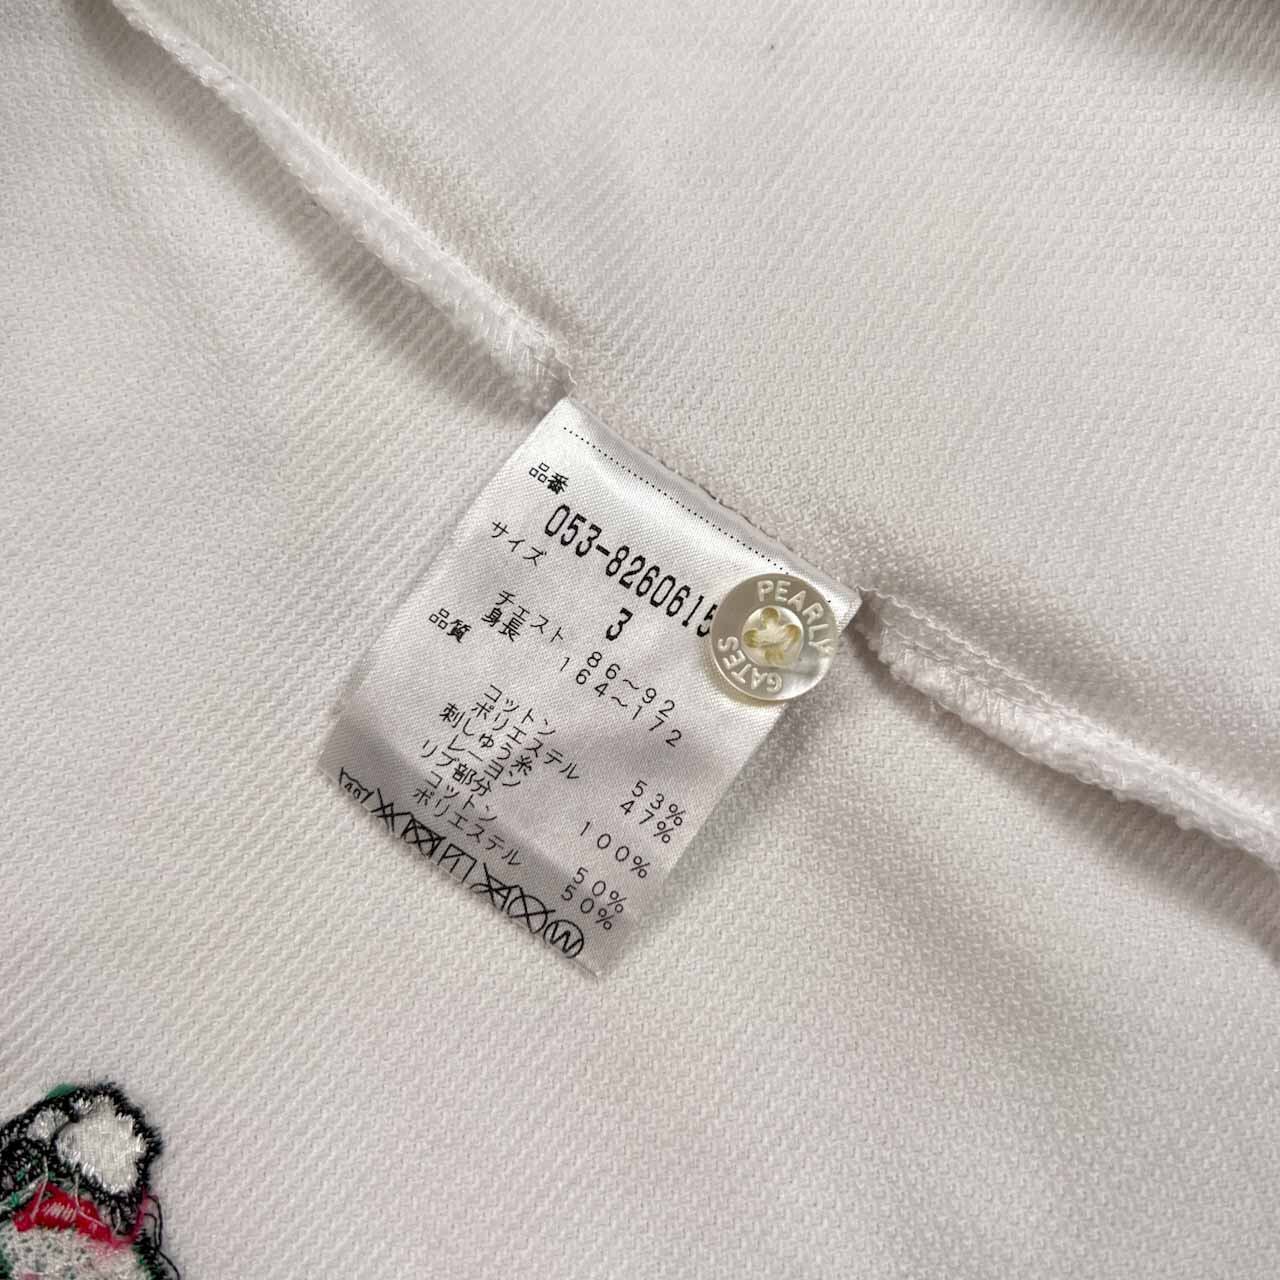 品番
053-8260615
サイズ
3
チェスト 86~92
身長 164~172
品質
コットン 53%
ポリエステル 47%
刺しゅう糸
レーヨン 100%
リブ部分
コットン 50%
ポリエステル 50%
40
W
PEARLY
GATES